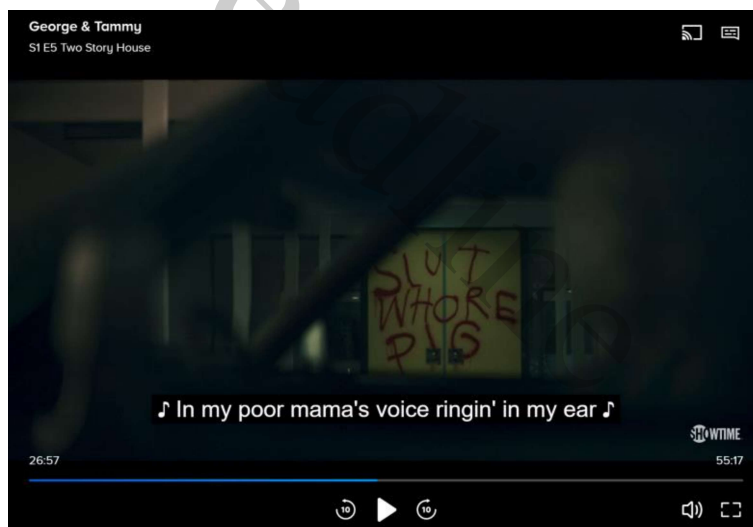 George & Tammy
S1 E5 Two Story House
SLUT
WHORE
PIG
♪ In my poor mama's voice ringin' in my ear ♪
SHOWTIME
26:57
55:17
10
10